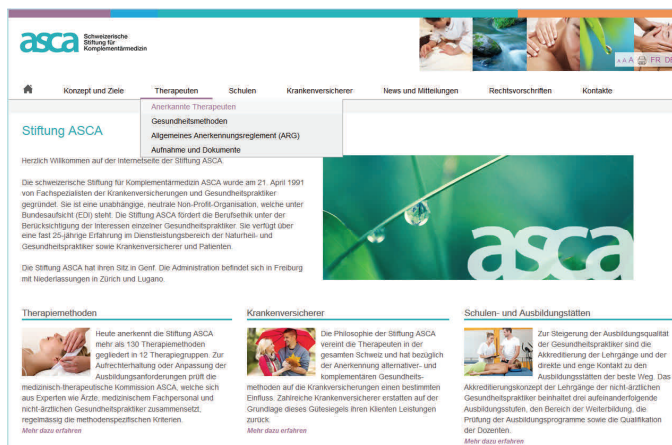 asca
Schweizerische
Stiftung für
Komplementärmedizin
A A A FR DE
Konzept und Ziele Therapeuten Schulen Krankenversicherer News und Mitteilungen Rechtsvorschriften Kontakte
Anerkannte Therapeuten
Gesundheitsmethoden
Allgemeines Anerkennungsreglement (ARG)
Aufnahme und Dokumente
Stiftung ASCA
Herzlich Willkommen auf der Internetseite der Stiftung ASCA.
Die schweizerische Stiftung für Komplementärmedizin ASCA wurde am 21. April 1991
von Fachspezialisten der Krankenversicherungen und Gesundheitspraktiker
gegründet. Sie ist eine unabhängige, neutrale Non-Profit-Organisation, welche unter
Bundesaufsicht (EDI) steht. Die Stiftung ASCA fördert die Berufsethik unter der
Berücksichtigung der Interessen einzelner Gesundheitspraktiker. Sie verfügt über
eine fast 25-jährige Erfahrung im Dienstleistungsbereich der Naturheil- und
Gesundheitspraktiker sowie Krankenversicherer und Patienten.
Die Stiftung ASCA hat ihren Sitz in Genf. Die Administration befindet sich in Freiburg
mit Niederlassungen in Zürich und Lugano.
asca
Therapiemethoden
Heute anerkennt die Stiftung ASCA
mehr als 130 Therapiemethoden
gegliedert in 12 Therapiegruppen. Zur
Aufrechterhaltung oder Anpassung der
Ausbildungsanforderungen prüft die
medizinisch-therapeutische Kommission ASCA, welche sich
aus Experten wie Ärzte, medizinischem Fachpersonal und
nicht-ärztlichen Gesundheitspraktiker zusammensetzt,
regelmässig die methodenspezifischen Kriterien.
Mehr dazu erfahren
Krankenversicherer
Die Philosophie der Stiftung ASCA
vereint die Therapeuten in der
gesamten Schweiz und hat bezüglich
der Anerkennung alternativer- und
komplementären Gesundheits-
methoden auf die Krankenversicherungen einen bestimmten
Einfluss. Zahlreiche Krankenversicherer erstatten auf der
Grundlage dieses Gütesiegels ihren Klienten Leistungen
zurück.
Mehr dazu erfahren
Schulen- und Ausbildungstätten
Zur Steigerung der Ausbildungsqualität
der Gesundheitspraktiker sind die
Akkreditierung der Lehrgänge und der
direkte und enge Kontakt zu den
Ausbildungsstätten der beste Weg. Das
Akkreditierungskonzept der Lehrgänge der nicht-ärztlichen
Gesundheitspraktiker beinhaltet drei aufeinanderfolgende
Ausbildungsstufen, den Bereich der Weiterbildung, die
Prüfung der Ausbildungsprogramme sowie die Qualifikation
der Dozenten.
Mehr dazu erfahren